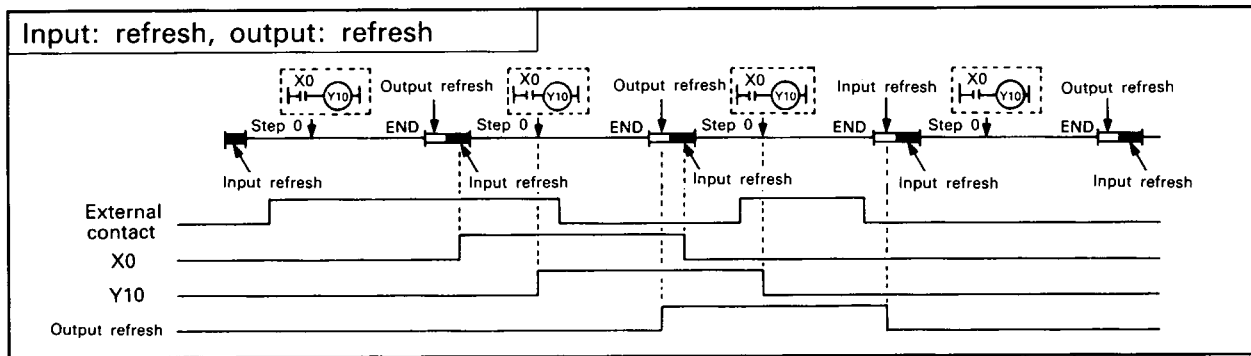 Input: refresh, output: refresh
X0 X0 X0 X0
Y10 Output refresh Y10 Output refresh Y10 Input refresh Y10 Output refresh
Step 0 END Step 0 END Step 0 END Step 0 END
Input refresh Input refresh Input refresh Input refresh Input refresh
External
contact
X0
Y10
Output refresh